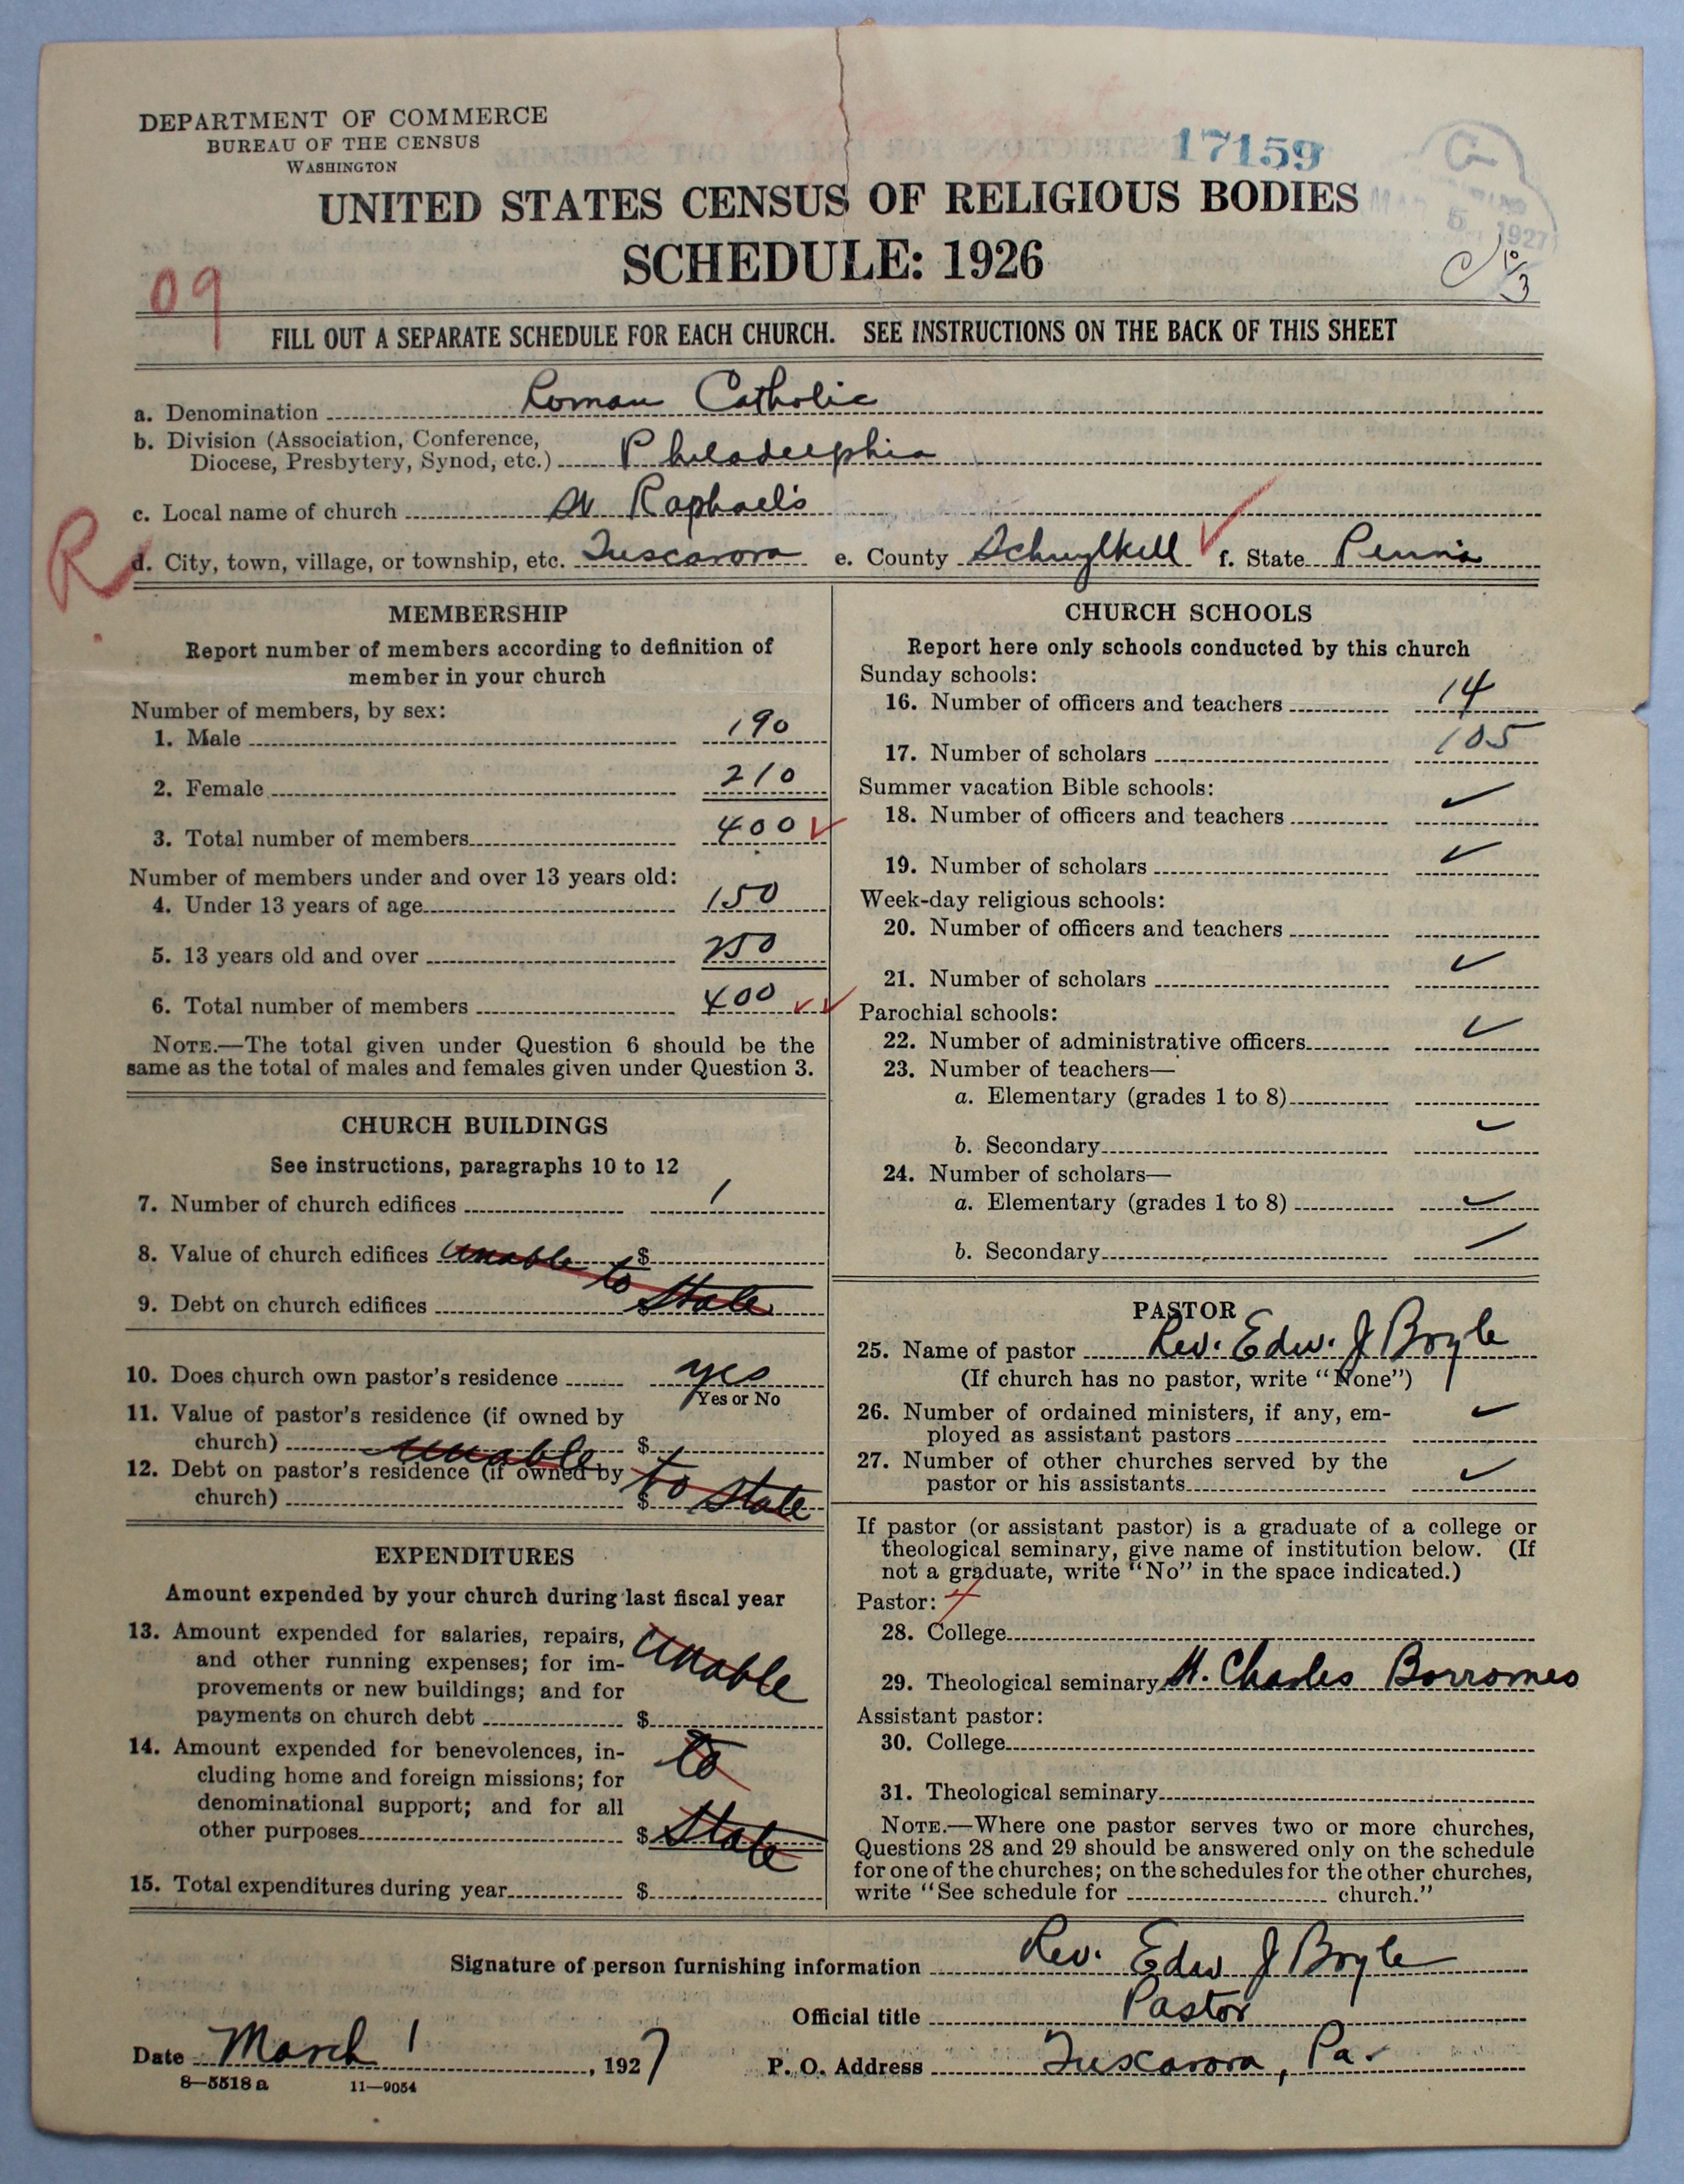 DEPARTMENT OF COMMERCE
BUREAU OF THE CENSUS
WASHINGTON
17159
5 1927
UNITED STATES CENSUS OF RELIGIOUS BODIES
SCHEDULE: 1926
09
FILL OUT A SEPARATE SCHEDULE FOR EACH CHURCH. SEE INSTRUCTIONS ON THE BACK OF THIS SHEET
a. Denomination Roman Catholic
b. Division (Association, Conference,
Diocese, Presbytery, Synod, etc.) Philadelphia
c. Local name of church St Raphael's
R
d. City, town, village, or township, etc. Tuscarora e. County Schuylkill ✓ f. State Penn'a
MEMBERSHIP
Report number of members according to definition of
member in your church
Number of members, by sex:
1. Male 190
2. Female 210
3. Total number of members 400 ✓
Number of members under and over 13 years old:
4. Under 13 years of age 150
5. 13 years old and over 250
6. Total number of members 400 ✓✓
NOTE.—The total given under Question 6 should be the
same as the total of males and females given under Question 3.
CHURCH BUILDINGS
See instructions, paragraphs 10 to 12
7. Number of church edifices 1
8. Value of church edifices unable to $
9. Debt on church edifices $ State
10. Does church own pastor's residence yes
Yes or No
11. Value of pastor's residence (if owned by
church) unable $
12. Debt on pastor's residence (if owned by to
church) $ state
EXPENDITURES
Amount expended by your church during last fiscal year
13. Amount expended for salaries, repairs, unable
and other running expenses; for im-
provements or new buildings; and for
payments on church debt $
14. Amount expended for benevolences, in- to
cluding home and foreign missions; for
denominational support; and for all
other purposes $ State
15. Total expenditures during year $
CHURCH SCHOOLS
Report here only schools conducted by this church
Sunday schools:
16. Number of officers and teachers 14
17. Number of scholars 105
Summer vacation Bible schools:
18. Number of officers and teachers ✓
19. Number of scholars ✓
Week-day religious schools:
20. Number of officers and teachers
21. Number of scholars ✓
Parochial schools:
22. Number of administrative officers ✓
23. Number of teachers—
a. Elementary (grades 1 to 8)
b. Secondary ✓
24. Number of scholars—
a. Elementary (grades 1 to 8) ✓
b. Secondary ✓
PASTOR
25. Name of pastor Rev. Edw. J Boyle
(If church has no pastor, write "None")
26. Number of ordained ministers, if any, em-
ployed as assistant pastors ✓
27. Number of other churches served by the
pastor or his assistants ✓
If pastor (or assistant pastor) is a graduate of a college or
theological seminary, give name of institution below. (If
not a graduate, write "No" in the space indicated.)
Pastor:
28. College
29. Theological seminary St. Charles Borromeo
Assistant pastor:
30. College
31. Theological seminary
NOTE.—Where one pastor serves two or more churches,
Questions 28 and 29 should be answered only on the schedule
for one of the churches; on the schedules for the other churches,
write "See schedule for church."
Signature of person furnishing information Rev. Edw J Boyle
Official title Pastor
Date March 1, 1927 P. O. Address Tuscarora, Pa.
8—5518 a 11—9054